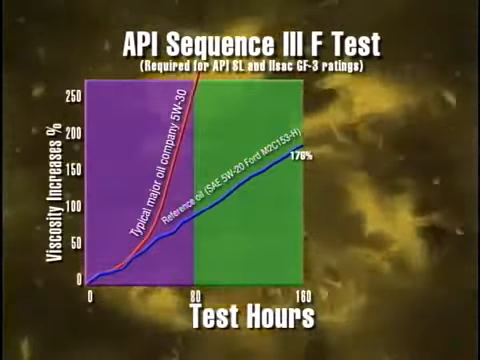 API Sequence III F Test
(Required for API SL and Ilsac GF-3 ratings)
Viscosity Increases %
250
200
150
100
50
0
Typical major oil company 5W-30
Reference oil (SAE 5W-20 Ford M2C153-H)
176%
0
80
160
Test Hours